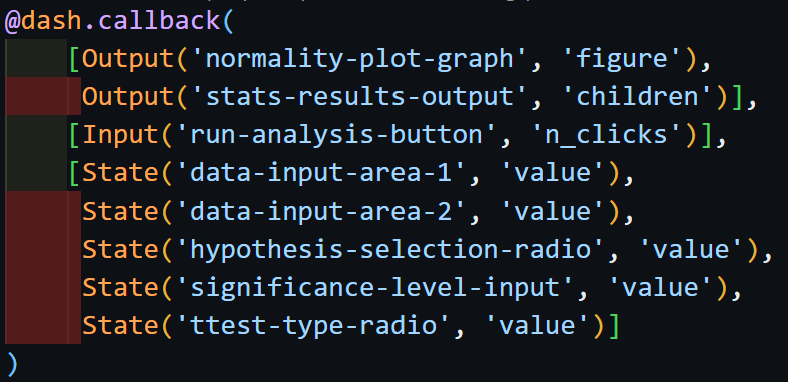 @dash.callback(
    [Output('normality-plot-graph', 'figure'),
     Output('stats-results-output', 'children')],
    [Input('run-analysis-button', 'n_clicks')],
    [State('data-input-area-1', 'value'),
     State('data-input-area-2', 'value'),
     State('hypothesis-selection-radio', 'value'),
     State('significance-level-input', 'value'),
     State('ttest-type-radio', 'value')]
)